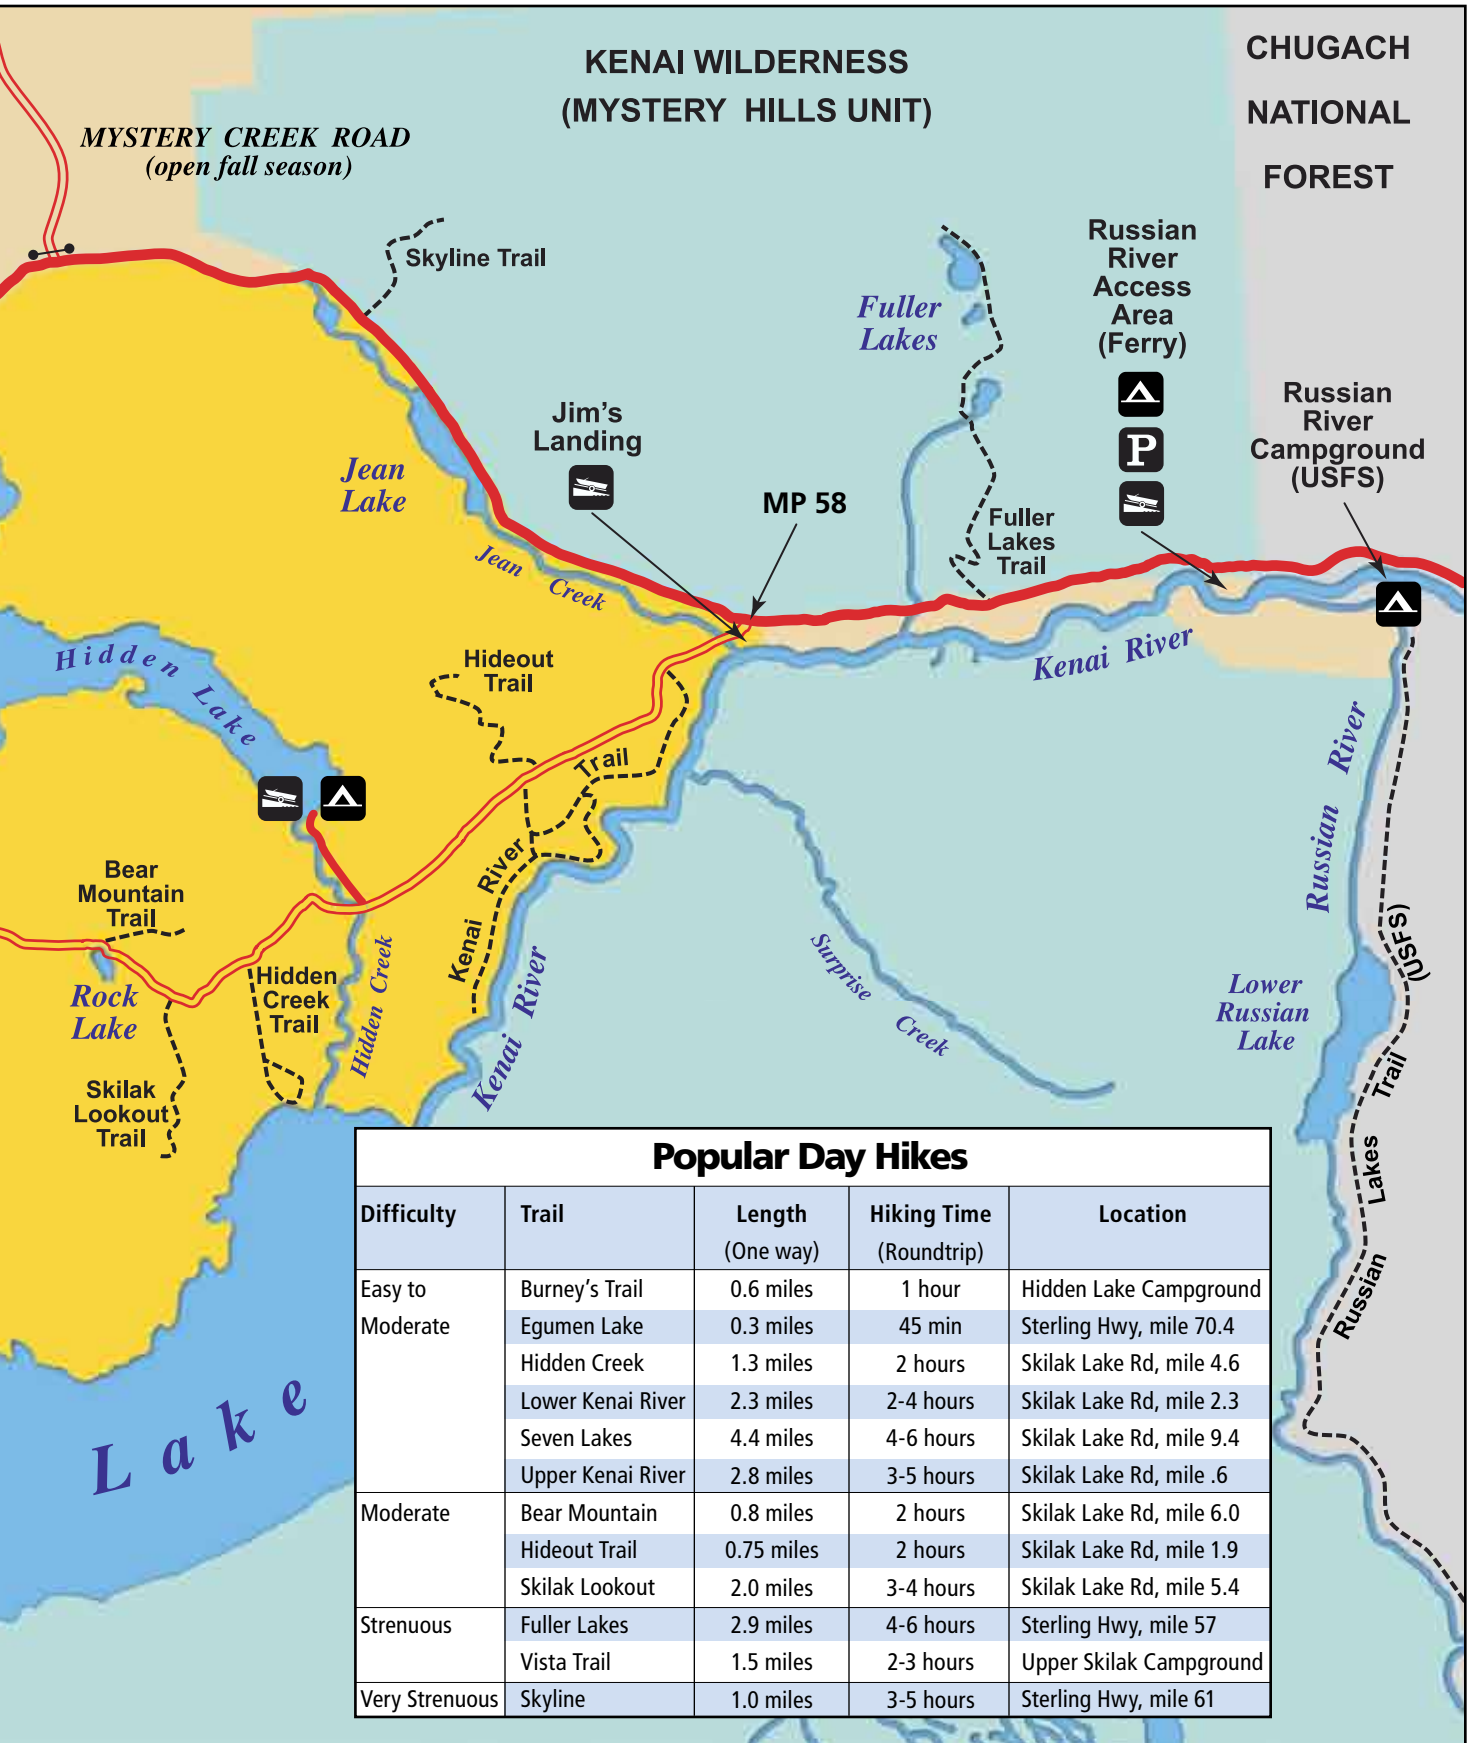 KENAI WILDERNESS
(MYSTERY HILLS UNIT)
CHUGACH
NATIONAL
FOREST
MYSTERY CREEK ROAD
(open fall season)
Skyline Trail
Fuller
Lakes
Russian
River
Access
Area
(Ferry)
P
Russian
River
Campground
(USFS)
Jim's
Landing
Jean
Lake
MP 58
Fuller
Lakes
Trail
Jean Creek
Kenai River
Hidden Lake
Hideout
Trail
Kenai River Trail
Russian River
Bear
Mountain
Trail
Rock
Lake
Hidden
Creek
Trail
Hidden Creek
Kenai River
Surprise Creek
Lower
Russian
Lake
Skilak
Lookout
Trail
Russian Lakes Trail (USFS)
Lake
Popular Day Hikes
Difficulty Trail Length Hiking Time Location
(One way) (Roundtrip)
Easy to Burney's Trail 0.6 miles 1 hour Hidden Lake Campground
Moderate Egumen Lake 0.3 miles 45 min Sterling Hwy, mile 70.4
Hidden Creek 1.3 miles 2 hours Skilak Lake Rd, mile 4.6
Lower Kenai River 2.3 miles 2-4 hours Skilak Lake Rd, mile 2.3
Seven Lakes 4.4 miles 4-6 hours Skilak Lake Rd, mile 9.4
Upper Kenai River 2.8 miles 3-5 hours Skilak Lake Rd, mile .6
Moderate Bear Mountain 0.8 miles 2 hours Skilak Lake Rd, mile 6.0
Hideout Trail 0.75 miles 2 hours Skilak Lake Rd, mile 1.9
Skilak Lookout 2.0 miles 3-4 hours Skilak Lake Rd, mile 5.4
Strenuous Fuller Lakes 2.9 miles 4-6 hours Sterling Hwy, mile 57
Vista Trail 1.5 miles 2-3 hours Upper Skilak Campground
Very Strenuous Skyline 1.0 miles 3-5 hours Sterling Hwy, mile 61